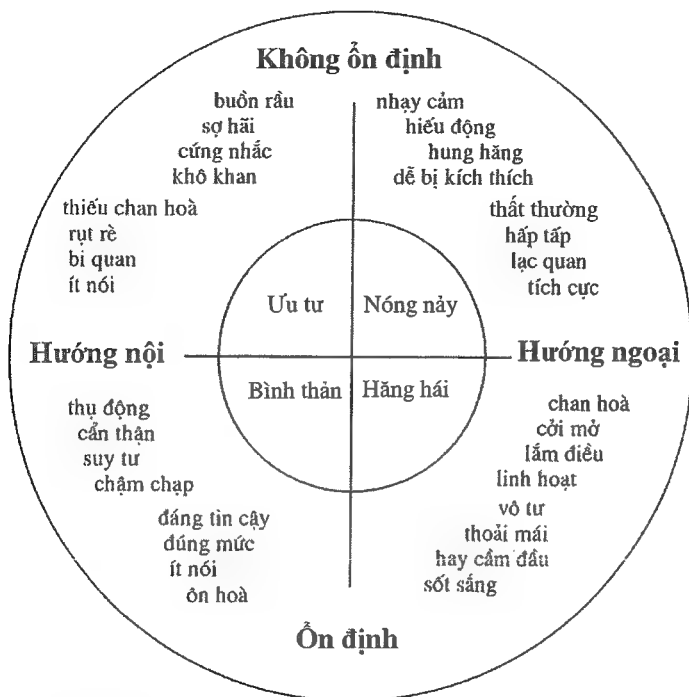 Không ổn định
buồn rầu
sợ hãi
cứng nhắc
khô khan
nhạy cảm
hiếu động
hung hăng
dễ bị kích thích
thiếu chan hoà
rụt rè
bi quan
ít nói
thất thường
hấp tấp
lạc quan
tích cực
Ưu tư
Nóng nảy
Hướng nội
Hướng ngoại
Bình thản
Hăng hái
thụ động
cẩn thận
suy tư
chậm chạp
đáng tin cậy
đúng mức
ít nói
ôn hoà
chan hoà
cởi mở
lắm điều
linh hoạt
vô tư
thoải mái
hay cầm đầu
sốt sắng
Ổn định